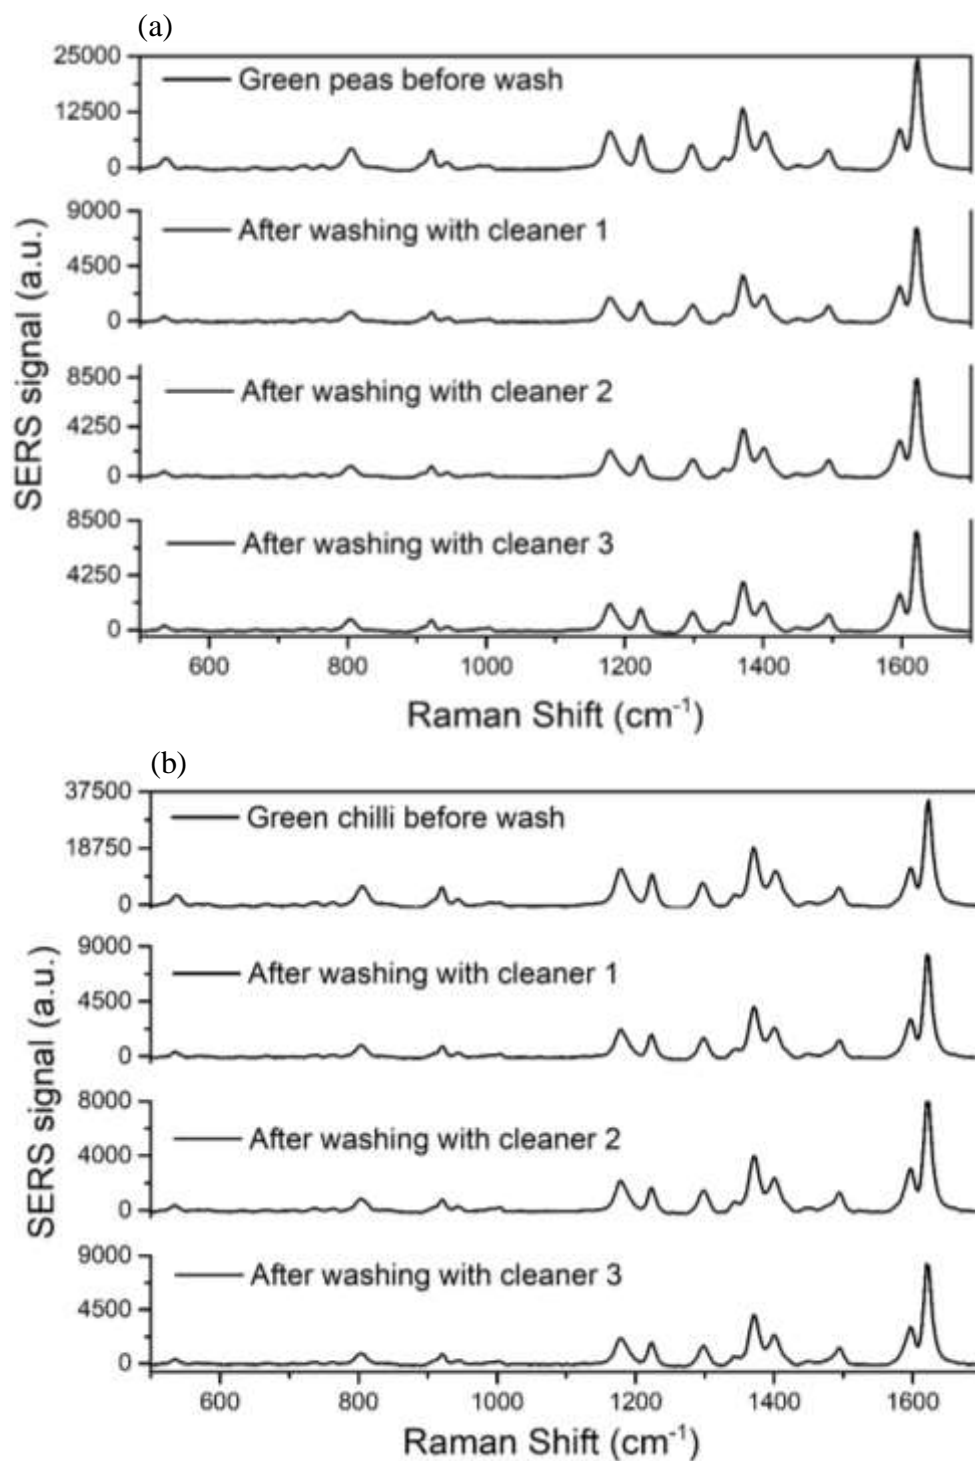 (a)
25000
Green peas before wash
12500
0
9000
After washing with cleaner 1
4500
0
8500
After washing with cleaner 2
4250
0
8500
After washing with cleaner 3
4250
0
SERS signal (a.u.)
600 800 1000 1200 1400 1600
Raman Shift (cm⁻¹)
(b)
37500
Green chilli before wash
18750
0
9000
After washing with cleaner 1
4500
0
8000
After washing with cleaner 2
4000
0
9000
After washing with cleaner 3
4500
0
SERS signal (a.u.)
600 800 1000 1200 1400 1600
Raman Shift (cm⁻¹)